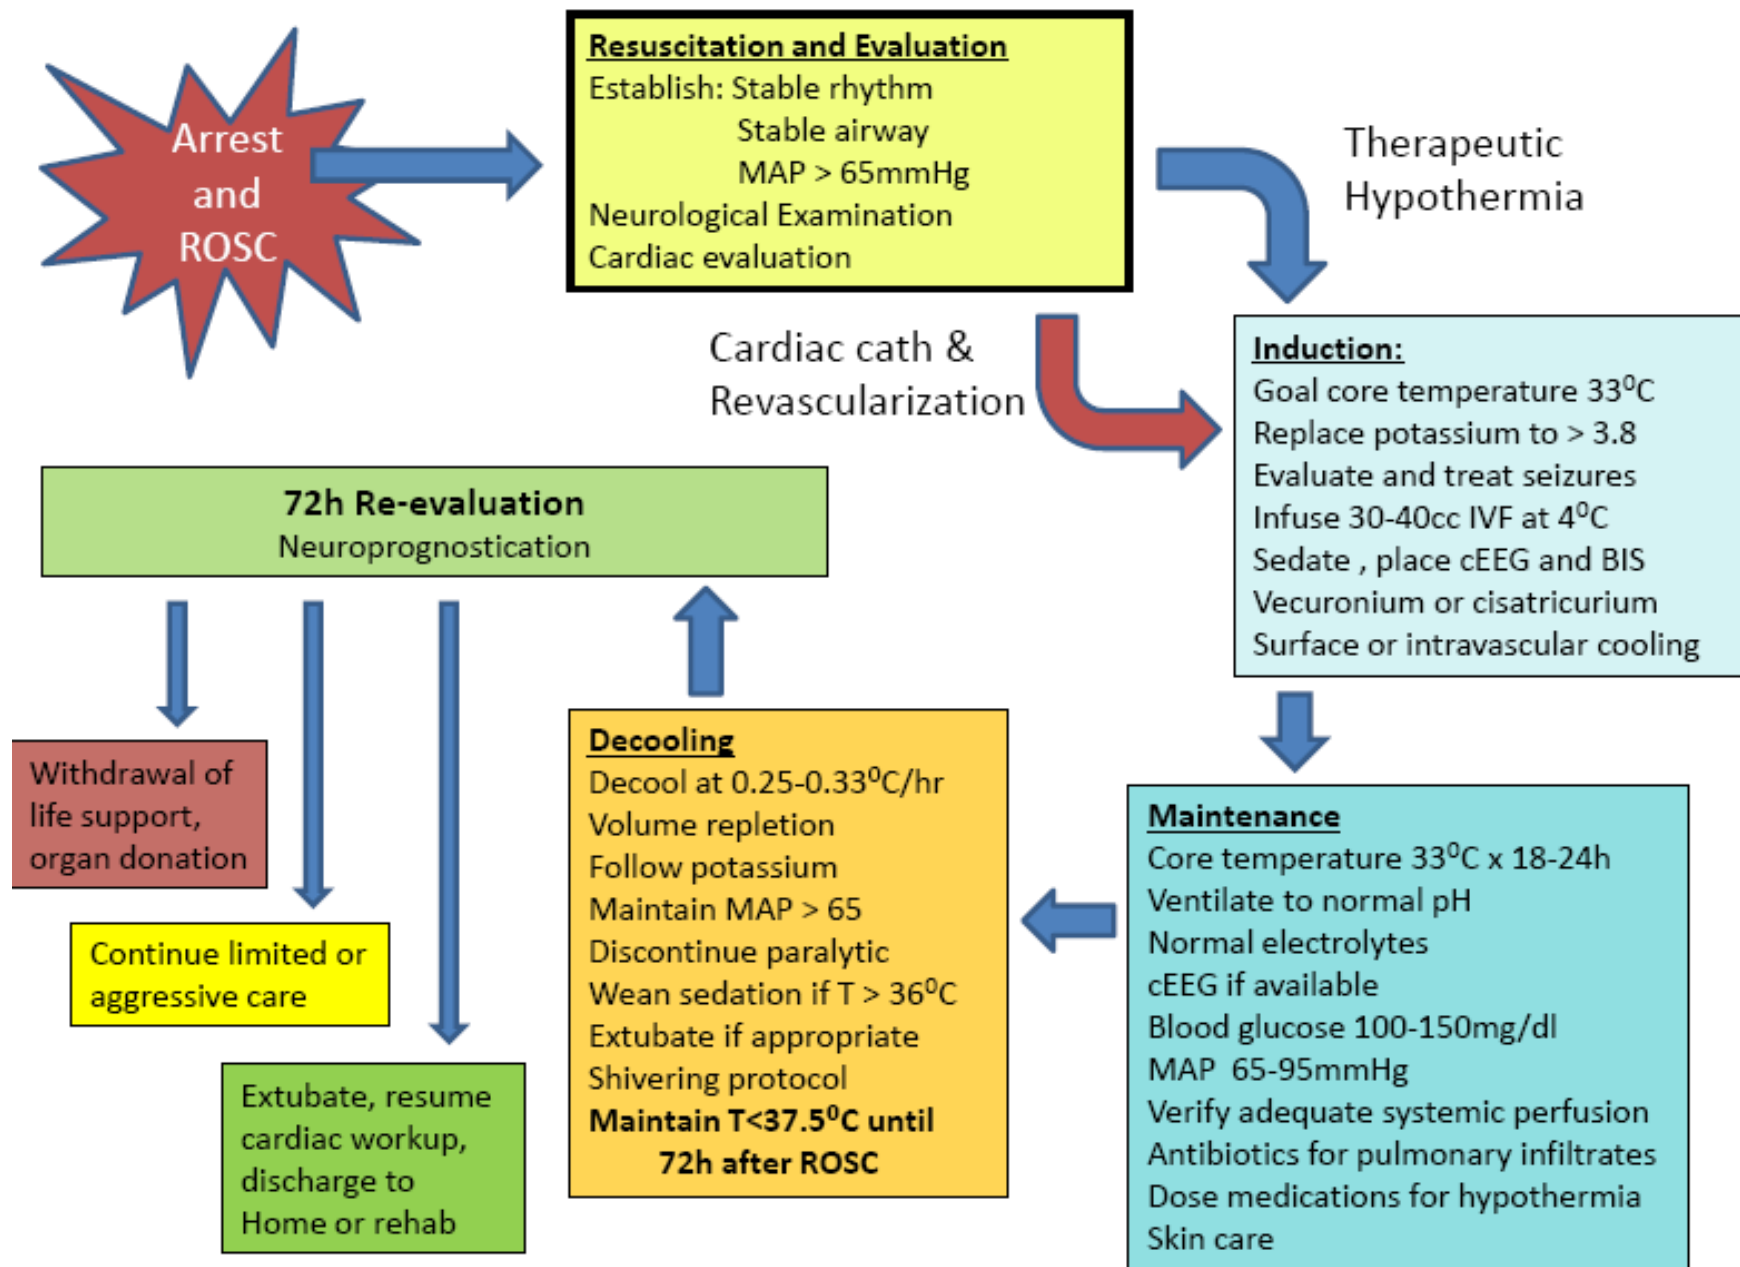 Arrest
and
ROSC
Resuscitation and Evaluation
Establish: Stable rhythm
Stable airway
MAP > 65mmHg
Neurological Examination
Cardiac evaluation
Therapeutic
Hypothermia
Cardiac cath &
Revascularization
Induction:
Goal core temperature 33⁰C
Replace potassium to > 3.8
Evaluate and treat seizures
Infuse 30-40cc IVF at 4⁰C
Sedate , place cEEG and BIS
Vecuronium or cisatricurium
Surface or intravascular cooling
Maintenance
Core temperature 33⁰C x 18-24h
Ventilate to normal pH
Normal electrolytes
cEEG if available
Blood glucose 100-150mg/dl
MAP 65-95mmHg
Verify adequate systemic perfusion
Antibiotics for pulmonary infiltrates
Dose medications for hypothermia
Skin care
Decooling
Decool at 0.25-0.33⁰C/hr
Volume repletion
Follow potassium
Maintain MAP > 65
Discontinue paralytic
Wean sedation if T > 36⁰C
Extubate if appropriate
Shivering protocol
Maintain T<37.5⁰C until
72h after ROSC
72h Re-evaluation
Neuroprognostication
Withdrawal of
life support,
organ donation
Continue limited or
aggressive care
Extubate, resume
cardiac workup,
discharge to
Home or rehab